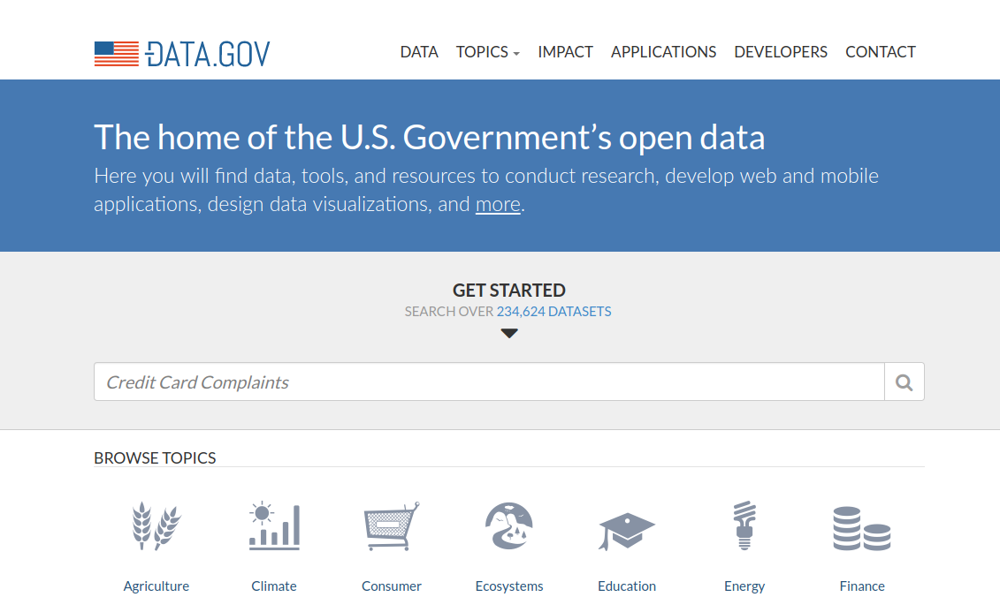 DATA.GOV
DATA TOPICS IMPACT APPLICATIONS DEVELOPERS CONTACT
The home of the U.S. Government’s open data
Here you will find data, tools, and resources to conduct research, develop web and mobile
applications, design data visualizations, and more.
GET STARTED
SEARCH OVER 234,624 DATASETS
Credit Card Complaints
BROWSE TOPICS
Agriculture Climate Consumer Ecosystems Education Energy Finance